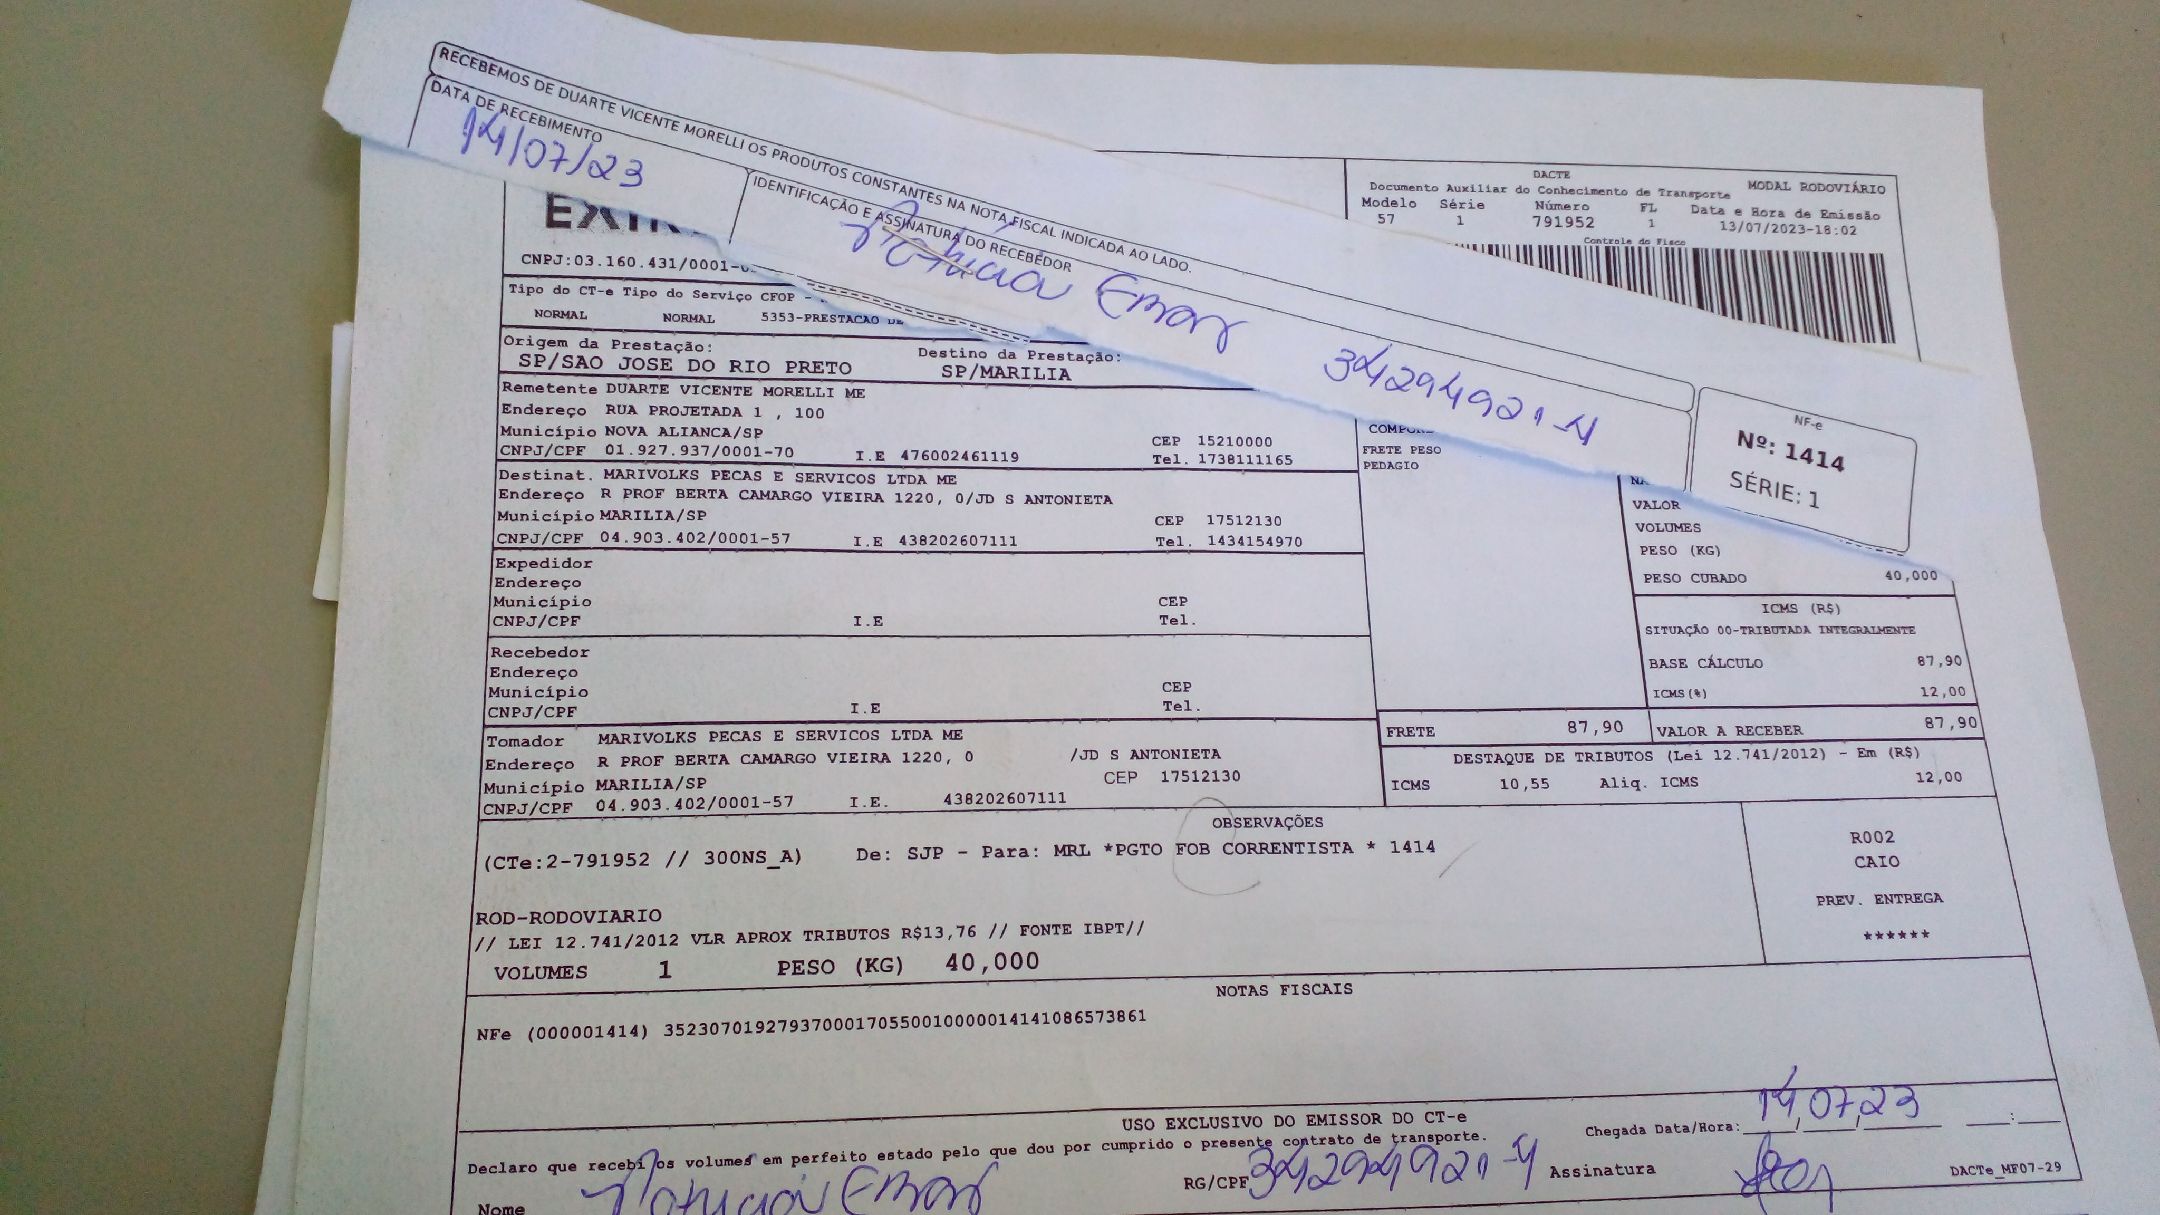 RECEBEMOS DE DUARTE VICENTE MORELLI OS PRODUTOS CONSTANTES NA NOTA FISCAL INDICADA AO LADO.
DATA DE RECEBIMENTO
14/07/23
IDENTIFICAÇÃO E ASSINATURA DO RECEBEDOR
34294921-4
NF-e
Nº: 1414
SÉRIE: 1
DACTE
Documento Auxiliar do Conhecimento de Transporte MODAL RODOVIÁRIO
Modelo Série Número FL Data e Hora de Emissão
57 1 791952 1 13/07/2023-18:02
Controle do Fisco
CNPJ:03.160.431/0001-
Tipo do CT-e Tipo do Serviço CFOP -
NORMAL NORMAL 5353-PRESTACAO DE
Origem da Prestação: Destino da Prestação:
SP/SAO JOSE DO RIO PRETO SP/MARILIA
Remetente DUARTE VICENTE MORELLI ME
Endereço RUA PROJETADA 1 , 100
Município NOVA ALIANCA/SP CEP 15210000
CNPJ/CPF 01.927.937/0001-70 I.E 476002461119 Tel. 1738111165
Destinat. MARIVOLKS PECAS E SERVICOS LTDA ME
Endereço R PROF BERTA CAMARGO VIEIRA 1220, 0/JD S ANTONIETA
Município MARILIA/SP CEP 17512130
CNPJ/CPF 04.903.402/0001-57 I.E 438202607111 Tel. 1434154970
Expedidor
Endereço
Município CEP
CNPJ/CPF I.E Tel.
Recebedor
Endereço
Município CEP
CNPJ/CPF I.E Tel.
Tomador MARIVOLKS PECAS E SERVICOS LTDA ME
Endereço R PROF BERTA CAMARGO VIEIRA 1220, 0 /JD S ANTONIETA
Município MARILIA/SP CEP 17512130
CNPJ/CPF 04.903.402/0001-57 I.E. 438202607111
FRETE PESO
PEDAGIO
VALOR
VOLUMES
PESO (KG)
PESO CUBADO 40,000
ICMS (R$)
SITUAÇÃO 00-TRIBUTADA INTEGRALMENTE
BASE CÁLCULO 87,90
ICMS(%) 12,00
FRETE 87,90 VALOR A RECEBER 87,90
DESTAQUE DE TRIBUTOS (Lei 12.741/2012) - Em (R$)
ICMS 10,55 Aliq. ICMS 12,00
OBSERVAÇÕES
(CTe:2-791952 // 300NS_A) De: SJP - Para: MRL *PGTO FOB CORRENTISTA * 1414
R002
CAIO
PREV. ENTREGA
******
ROD-RODOVIARIO
// LEI 12.741/2012 VLR APROX TRIBUTOS R$13,76 // FONTE IBPT//
VOLUMES 1 PESO (KG) 40,000
NOTAS FISCAIS
NFe (000001414) 35230701927937000170550010000014141086573861
USO EXCLUSIVO DO EMISSOR DO CT-e
Declaro que recebi os volumes em perfeito estado pelo que dou por cumprido o presente contrato de transporte.
Chegada Data/Hora: 14/07/23 :
Nome
RG/CPF 34294921-4 Assinatura
DACTe_MF07-29